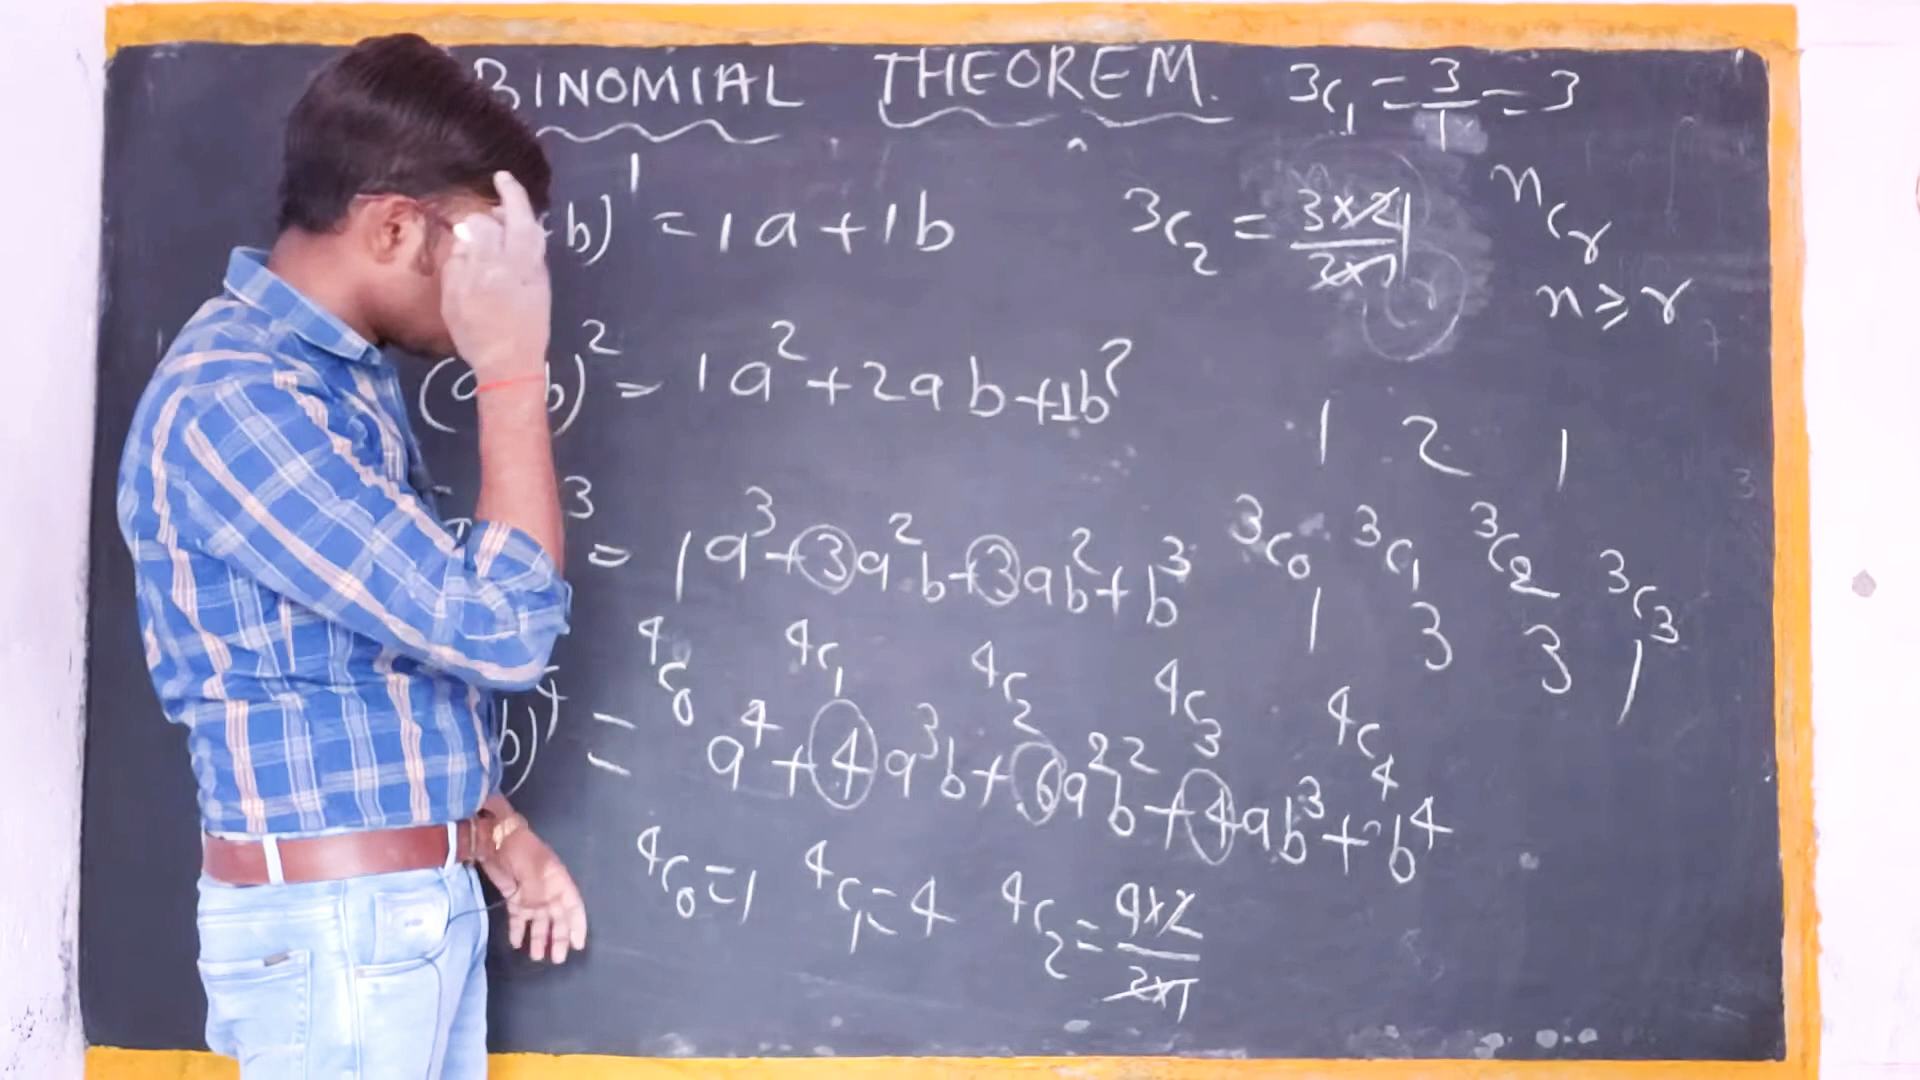 BINOMIAL THEOREM.
3C₁ = 3/1 = 3
b)¹ = 1a + 1b
3C₂ = 3×2/2×1
nCr
n ≥ r
(a b)² = 1a² + 2ab + 1b²
1 2 1
³ = 1a³ + 3a²b + 3ab² + b³
3C₀ 3C₁ 3C₂ 3C₃
1 3 3 1
4C₀ 4C₁ 4C₂ 4C₃ 4C₄
b)⁴ = a⁴ + 4a³b + 6a²b² + 4ab³ + b⁴
4C₀ = 1 4C₁ = 4 4C₂ = 4×2/2×1